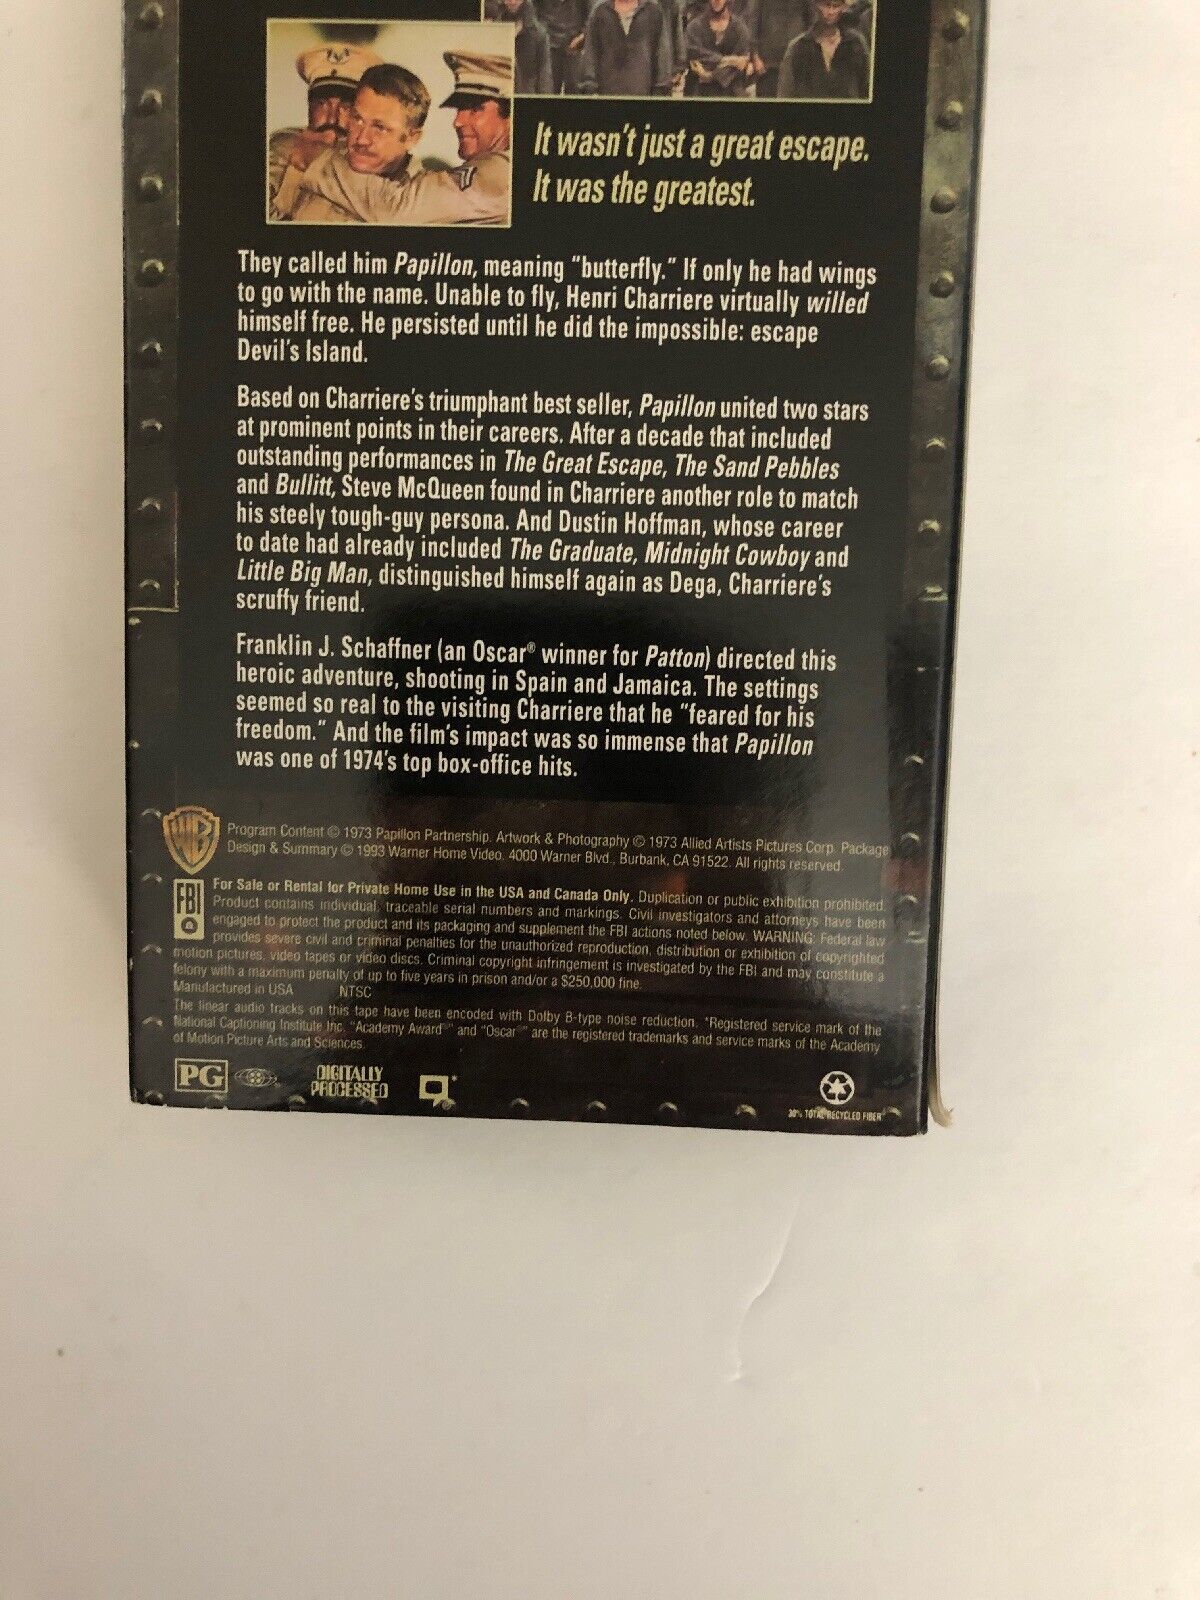 It wasn't just a great escape.
It was the greatest.
They called him Papillon, meaning "butterfly." If only he had wings
to go with the name. Unable to fly, Henri Charriere virtually willed
himself free. He persisted until he did the impossible: escape
Devil's Island.
Based on Charriere's triumphant best seller, Papillon united two stars
at prominent points in their careers. After a decade that included
outstanding performances in The Great Escape, The Sand Pebbles
and Bullitt, Steve McQueen found in Charriere another role to match
his steely tough-guy persona. And Dustin Hoffman, whose career
to date had already included The Graduate, Midnight Cowboy and
Little Big Man, distinguished himself again as Dega, Charriere's
scruffy friend.
Franklin J. Schaffner (an Oscar® winner for Patton) directed this
heroic adventure, shooting in Spain and Jamaica. The settings
seemed so real to the visiting Charriere that he "feared for his
freedom." And the film's impact was so immense that Papillon
was one of 1974's top box-office hits.
WB
Program Content © 1973 Papillon Partnership. Artwork & Photography © 1973 Allied Artists Pictures Corp. Package
Design & Summary © 1993 Warner Home Video. 4000 Warner Blvd., Burbank, CA 91522. All rights reserved.
FBI
For Sale or Rental for Private Home Use in the USA and Canada Only. Duplication or public exhibition prohibited.
Product contains individual, traceable serial numbers and markings. Civil investigators and attorneys have been
engaged to protect the product and its packaging and supplement the FBI actions noted below. WARNING: Federal law
provides severe civil and criminal penalties for the unauthorized reproduction, distribution or exhibition of copyrighted
motion pictures, video tapes or video discs. Criminal copyright infringement is investigated by the FBI and may constitute a
felony with a maximum penalty of up to five years in prison and/or a $250,000 fine.
Manufactured in USA NTSC
The linear audio tracks on this tape have been encoded with Dolby B-type noise reduction. *Registered service mark of the
National Captioning Institute Inc. "Academy Award®" and "Oscar®" are the registered trademarks and service marks of the Academy
of Motion Picture Arts and Sciences.
PG
DIGITALLY
PROCESSED
*
TOTAL RECYCLED FIBER